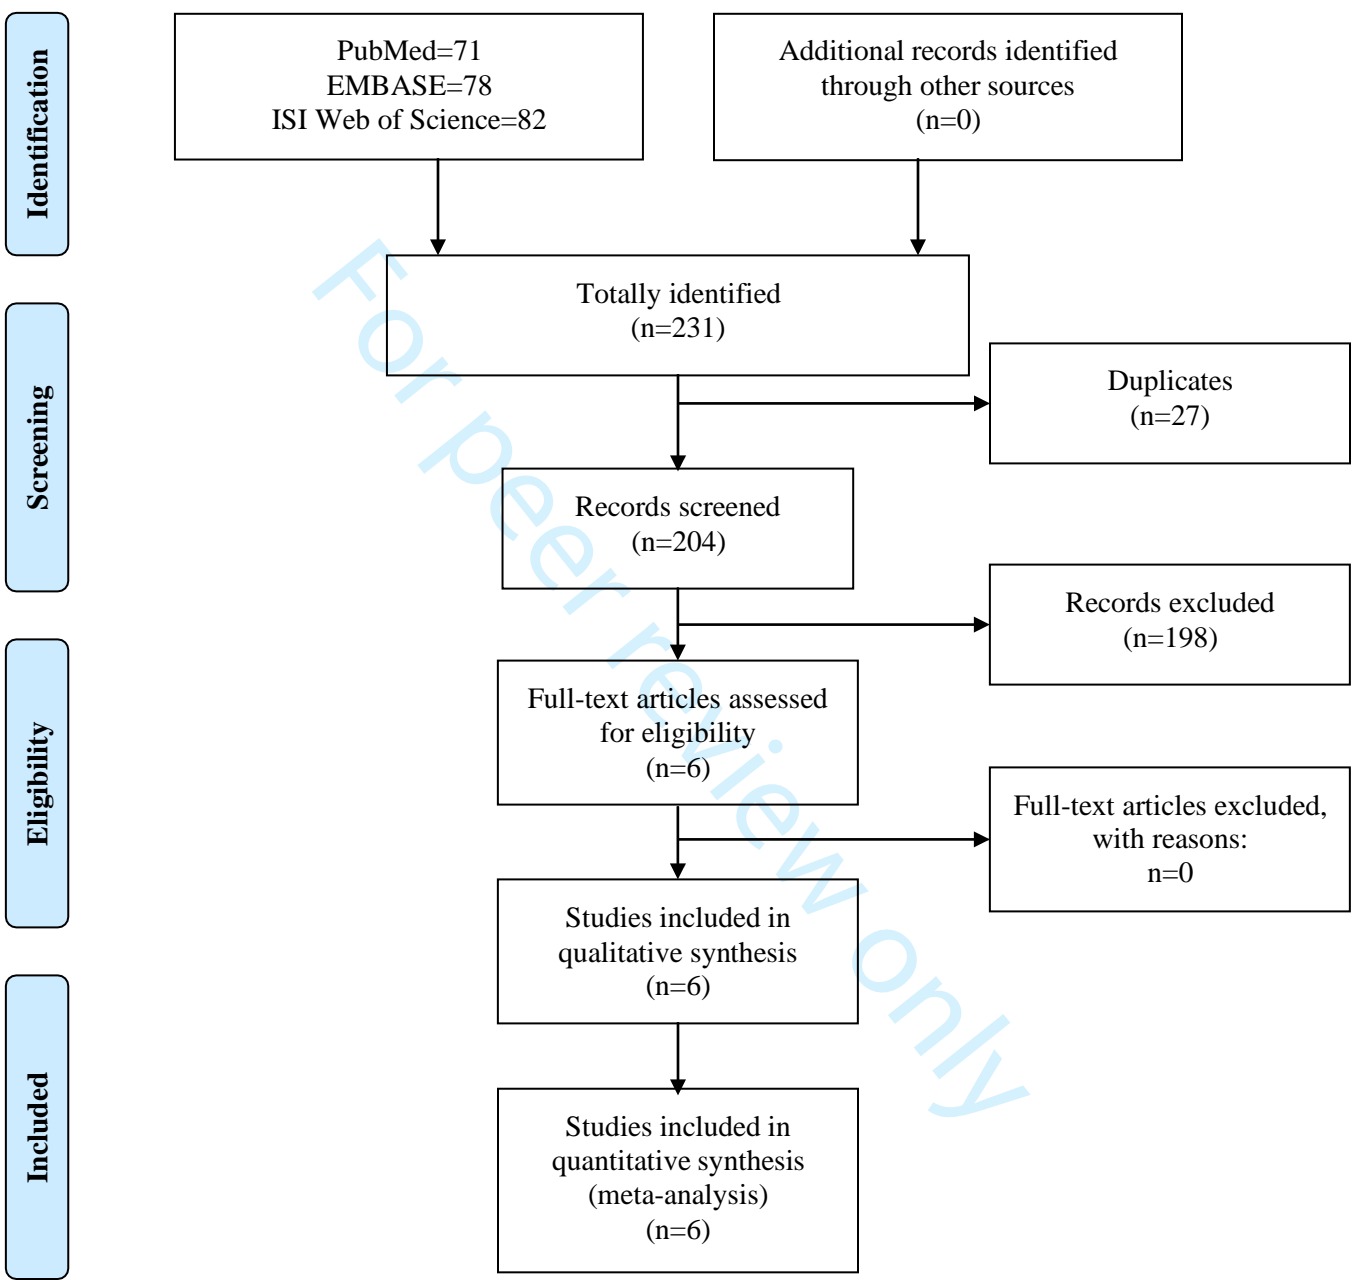 Identification
PubMed=71
EMBASE=78
ISI Web of Science=82
Additional records identified
through other sources
(n=0)
Totally identified
(n=231)
Screening
Duplicates
(n=27)
Records screened
(n=204)
Records excluded
(n=198)
Eligibility
Full-text articles assessed
for eligibility
(n=6)
Full-text articles excluded,
with reasons:
n=0
Studies included in
qualitative synthesis
(n=6)
Included
Studies included in
quantitative synthesis
(meta-analysis)
(n=6)
For peer review only